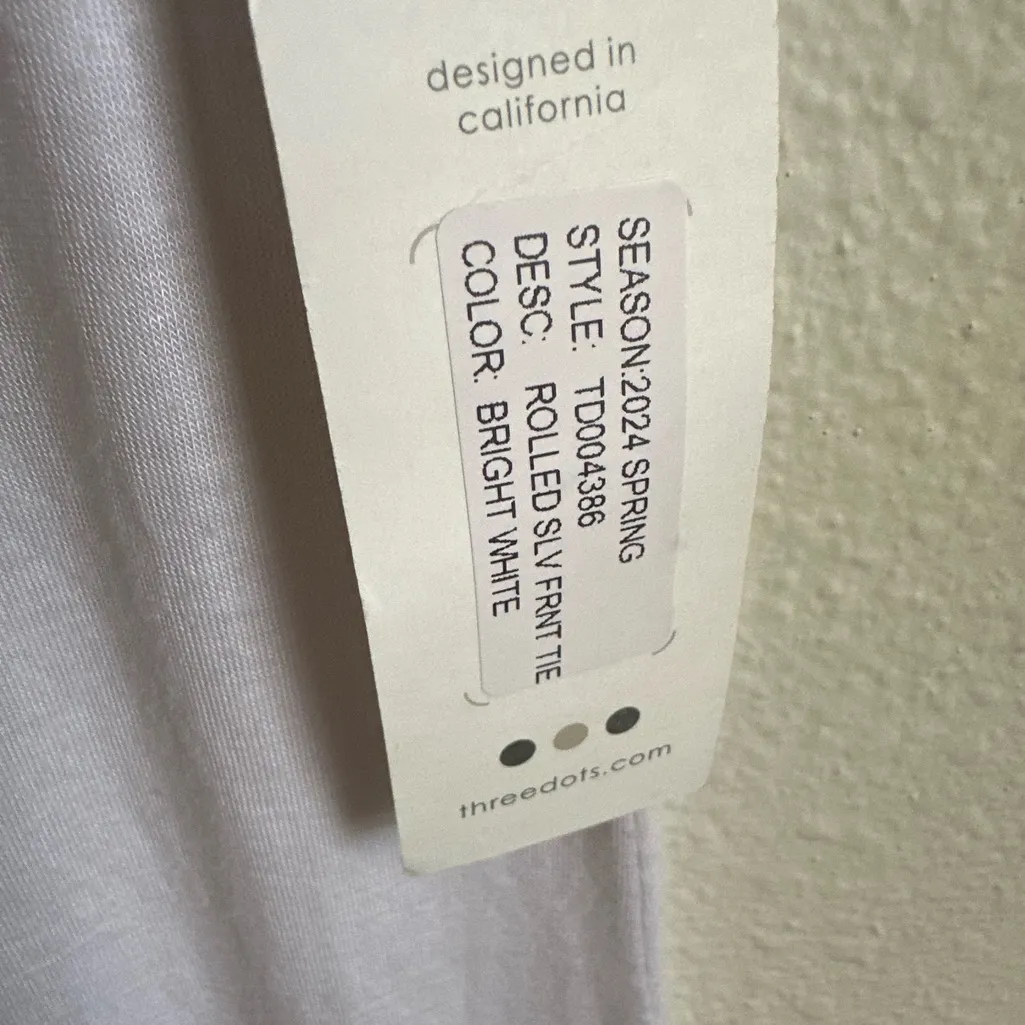 designed in
california
SEASON:2024 SPRING
STYLE: TD004386
DESC: ROLLED SLV FRNT TIE
COLOR: BRIGHT WHITE
threedots.com